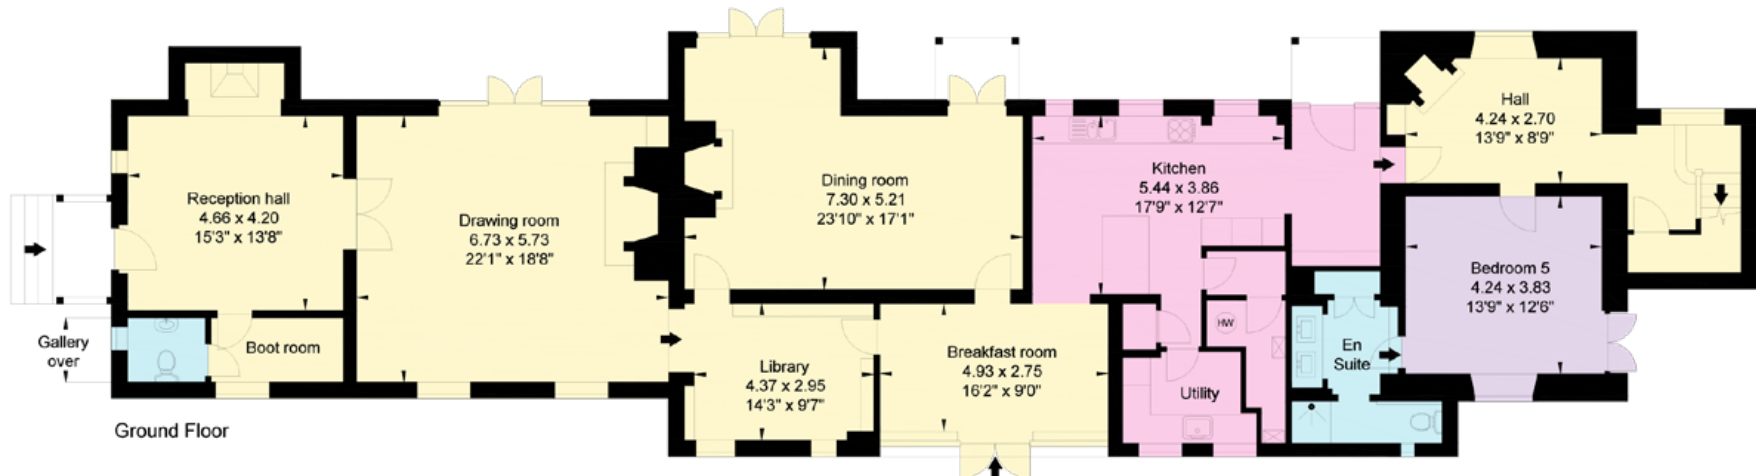 Reception hall
4.66 x 4.20
15'3" x 13'8"
Gallery
over
Boot room
Drawing room
6.73 x 5.73
22'1" x 18'8"
Dining room
7.30 x 5.21
23'10" x 17'1"
Library
4.37 x 2.95
14'3" x 9'7"
Breakfast room
4.93 x 2.75
16'2" x 9'0"
Kitchen
5.44 x 3.86
17'9" x 12'7"
HW
Utility
En
Suite
Hall
4.24 x 2.70
13'9" x 8'9"
Bedroom 5
4.24 x 3.83
13'9" x 12'6"
Ground Floor